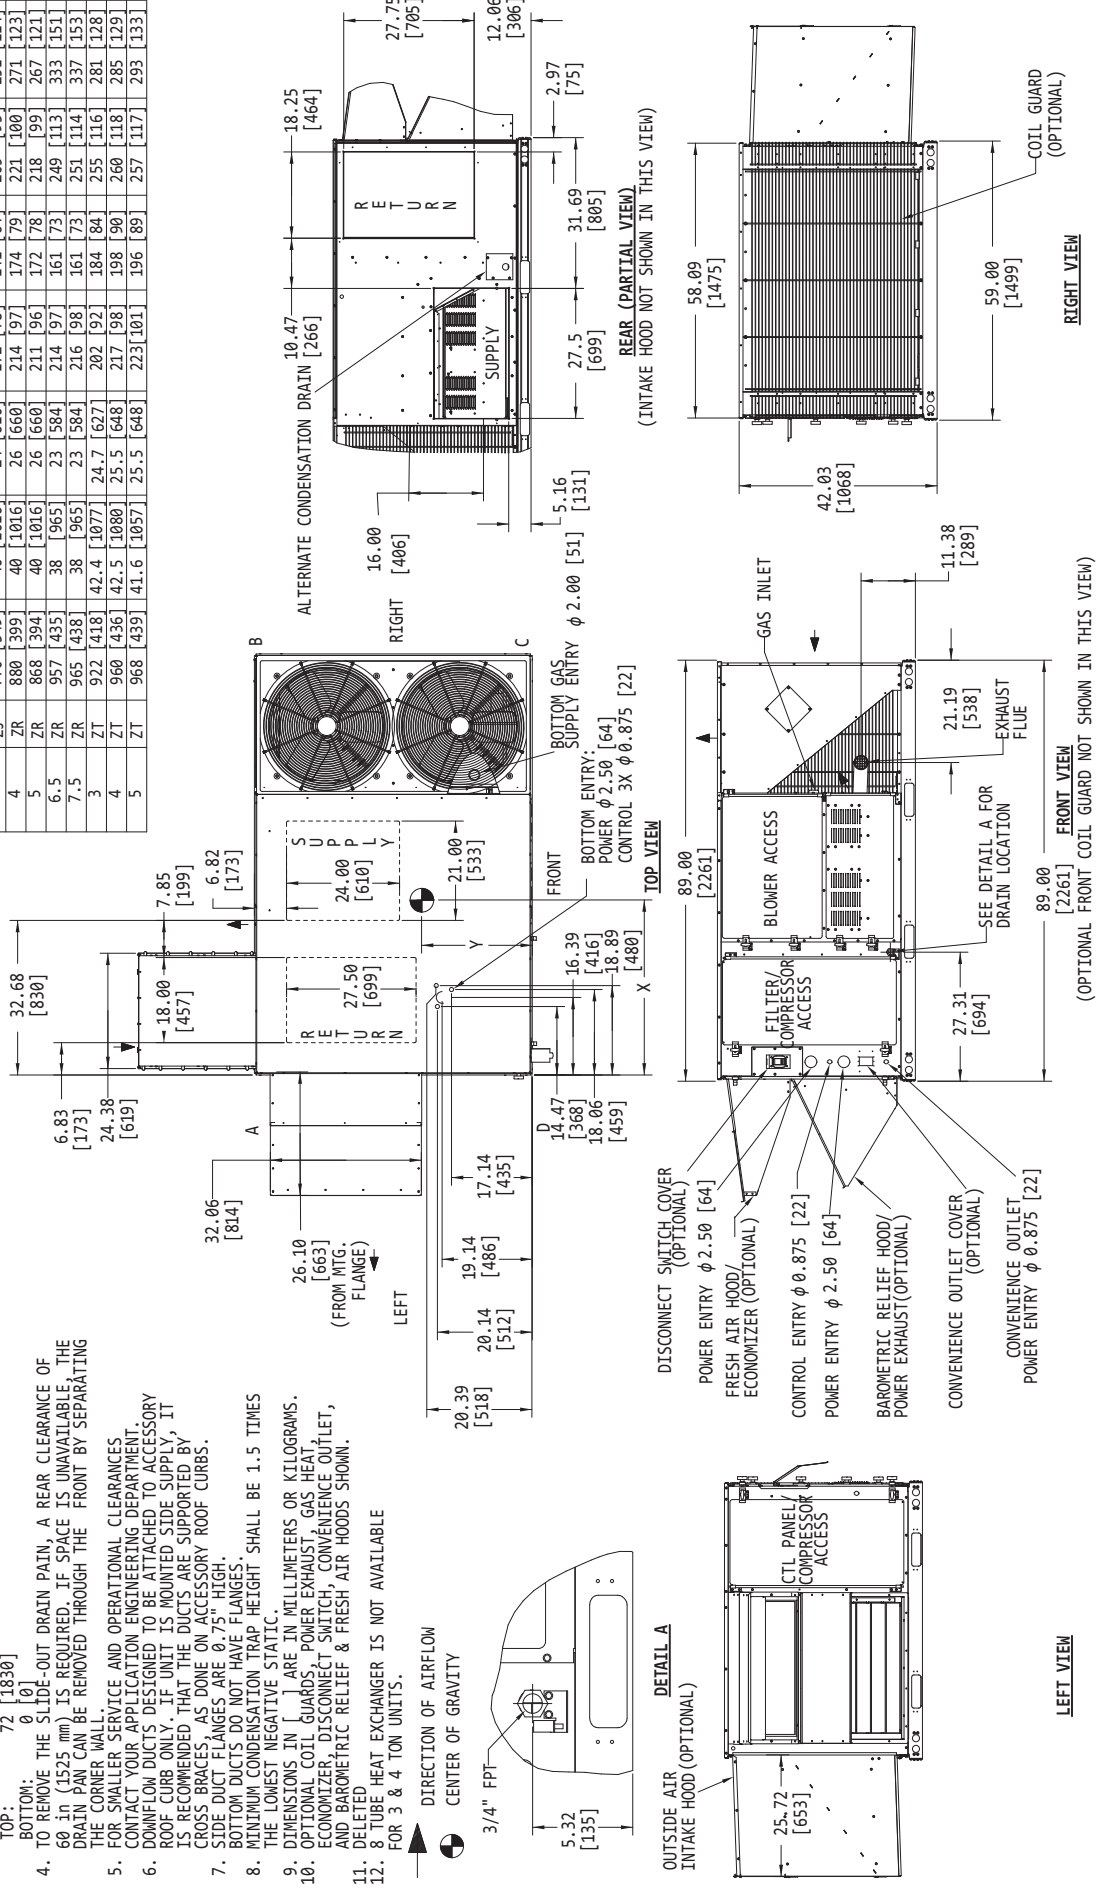 TOP: 72 [1830]
BOTTOM: 0 [0]
4. TO REMOVE THE SLIDE-OUT DRAIN PAIN, A REAR CLEARANCE OF
60 in (1525 mm) IS REQUIRED. IF SPACE IS UNAVAILABLE, THE
DRAIN PAN CAN BE REMOVED THROUGH THE FRONT BY SEPARATING
THE CORNER WALL.
5. FOR SMALLER SERVICE AND OPERATIONAL CLEARANCES
CONTACT YOUR APPLICATION ENGINEERING DEPARTMENT.
6. DOWNFLOW DUCTS DESIGNED TO BE ATTACHED TO ACCESSORY
ROOF CURB ONLY. IF UNIT IS MOUNTED SIDE SUPPLY, IT
IS RECOMMENDED THAT THE DUCTS ARE SUPPORTED BY
CROSS BRACES, AS DONE ON ACCESSORY ROOF CURBS.
7. SIDE DUCT FLANGES ARE 0.75" HIGH.
BOTTOM DUCTS DO NOT HAVE FLANGES.
8. MINIMUM CONDENSATION TRAP HEIGHT SHALL BE 1.5 TIMES
THE LOWEST NEGATIVE STATIC.
9. DIMENSIONS IN [ ] ARE IN MILLIMETERS OR KILOGRAMS.
10. OPTIONAL COIL GUARDS, POWER EXHAUST, GAS HEAT,
ECONOMIZER, DISCONNECT SWITCH, CONVENIENCE OUTLET,
AND BAROMETRIC RELIEF & FRESH AIR HOODS SHOWN.
11. DELETED
12. 8 TUBE HEAT EXCHANGER IS NOT AVAILABLE
FOR 3 & 4 TON UNITS.
DIRECTION OF AIRFLOW
CENTER OF GRAVITY
4 ZR 880 [399] 40 [1016] 26 [660] 214 [97] 174 [79] 221 [100] 271 [123]
5 ZR 868 [394] 40 [1016] 26 [660] 211 [96] 172 [78] 218 [99] 267 [121]
6.5 ZR 957 [435] 38 [965] 23 [584] 214 [97] 161 [73] 249 [113] 333 [151]
7.5 ZR 965 [438] 38 [965] 23 [584] 216 [98] 161 [73] 251 [114] 337 [153]
3 ZT 922 [418] 42.4 [1077] 24.7 [627] 202 [92] 184 [84] 255 [116] 281 [128]
4 ZT 960 [436] 42.5 [1080] 25.5 [648] 217 [98] 198 [90] 260 [118] 285 [129]
5 ZT 968 [439] 41.6 [1057] 25.5 [648] 223 [101] 196 [89] 257 [117] 293 [133]
32.68
[830]
6.83
[173]
24.38
[619]
18.00
[457]
7.85
[199]
6.82
[173]
32.06
[814]
26.10
[663]
(FROM MTG.
FLANGE)
LEFT
A
B
RIGHT
C
D
RETURN
27.50
[699]
SUPPLY
24.00
[610]
21.00
[533]
Y
X
FRONT
20.39
[518]
20.14
[512]
19.14
[486]
17.14
[435]
14.47
[368]
18.06
[459]
16.39
[416]
18.89
[480]
BOTTOM GAS
SUPPLY ENTRY ϕ 2.00 [51]
BOTTOM ENTRY:
POWER ϕ 2.50 [64]
CONTROL 3X ϕ 0.875 [22]
TOP VIEW
18.25
[464]
10.47
[266]
ALTERNATE CONDENSATION DRAIN
27.75
[705]
12.06
[306]
2.97
[75]
31.69
[805]
27.5
[699]
16.00
[406]
5.16
[131]
RETURN
SUPPLY
REAR (PARTIAL VIEW)
(INTAKE HOOD NOT SHOWN IN THIS VIEW)
3/4" FPT
5.32
[135]
DETAIL A
DISCONNECT SWITCH COVER
(OPTIONAL)
POWER ENTRY ϕ 2.50 [64]
FRESH AIR HOOD/
ECONOMIZER (OPTIONAL)
CONTROL ENTRY ϕ 0.875 [22]
POWER ENTRY ϕ 2.50 [64]
BAROMETRIC RELIEF HOOD/
POWER EXHAUST(OPTIONAL)
CONVENIENCE OUTLET COVER
(OPTIONAL)
CONVENIENCE OUTLET
POWER ENTRY ϕ 0.875 [22]
89.00
[2261]
FILTER/
COMPRESSOR
ACCESS
BLOWER ACCESS
GAS INLET
11.38
[289]
21.19
[538]
EXHAUST
FLUE
27.31
[694]
SEE DETAIL A FOR
DRAIN LOCATION
89.00
[2261]
FRONT VIEW
(OPTIONAL FRONT COIL GUARD NOT SHOWN IN THIS VIEW)
58.09
[1475]
42.03
[1068]
59.00
[1499]
COIL GUARD
(OPTIONAL)
RIGHT VIEW
OUTSIDE AIR
INTAKE HOOD(OPTIONAL)
25.72
[653]
CTL PANEL/
COMPRESSOR
ACCESS
LEFT VIEW